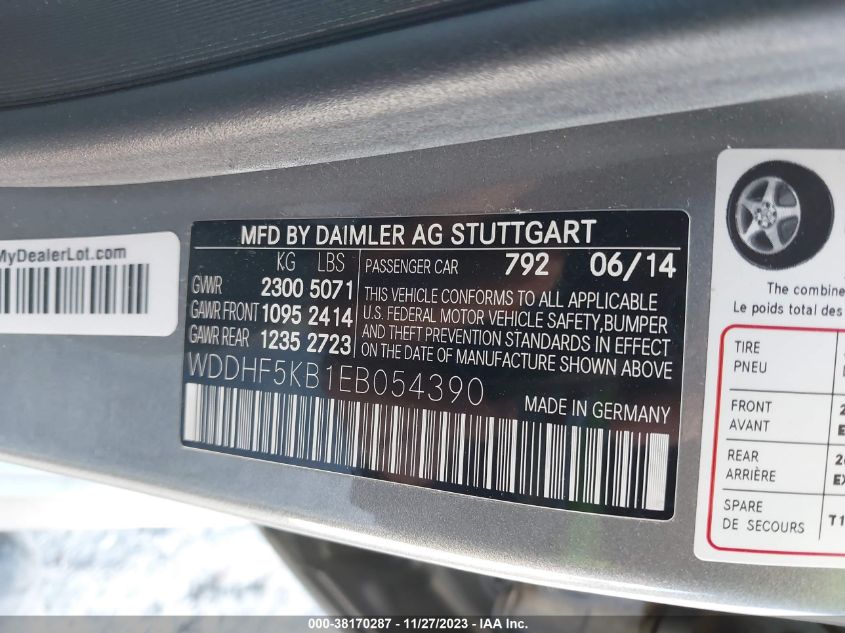 MyDealerLot.com
MFD BY DAIMLER AG STUTTGART
KG LBS
GVWR 2300 5071
GAWR FRONT 1095 2414
GAWR REAR 1235 2723
PASSENGER CAR 792 06/14
THIS VEHICLE CONFORMS TO ALL APPLICABLE
U.S. FEDERAL MOTOR VEHICLE SAFETY,BUMPER
AND THEFT PREVENTION STANDARDS IN EFFECT
ON THE DATE OF MANUFACTURE SHOWN ABOVE.
WDDHF5KB1EB054390
MADE IN GERMANY
The combine
Le poids total des
TIRE
PNEU
FRONT
AVANT
REAR
ARRIÈRE
SPARE
DE SECOURS
000-38170287 - 11/27/2023 - IAAI, Inc.